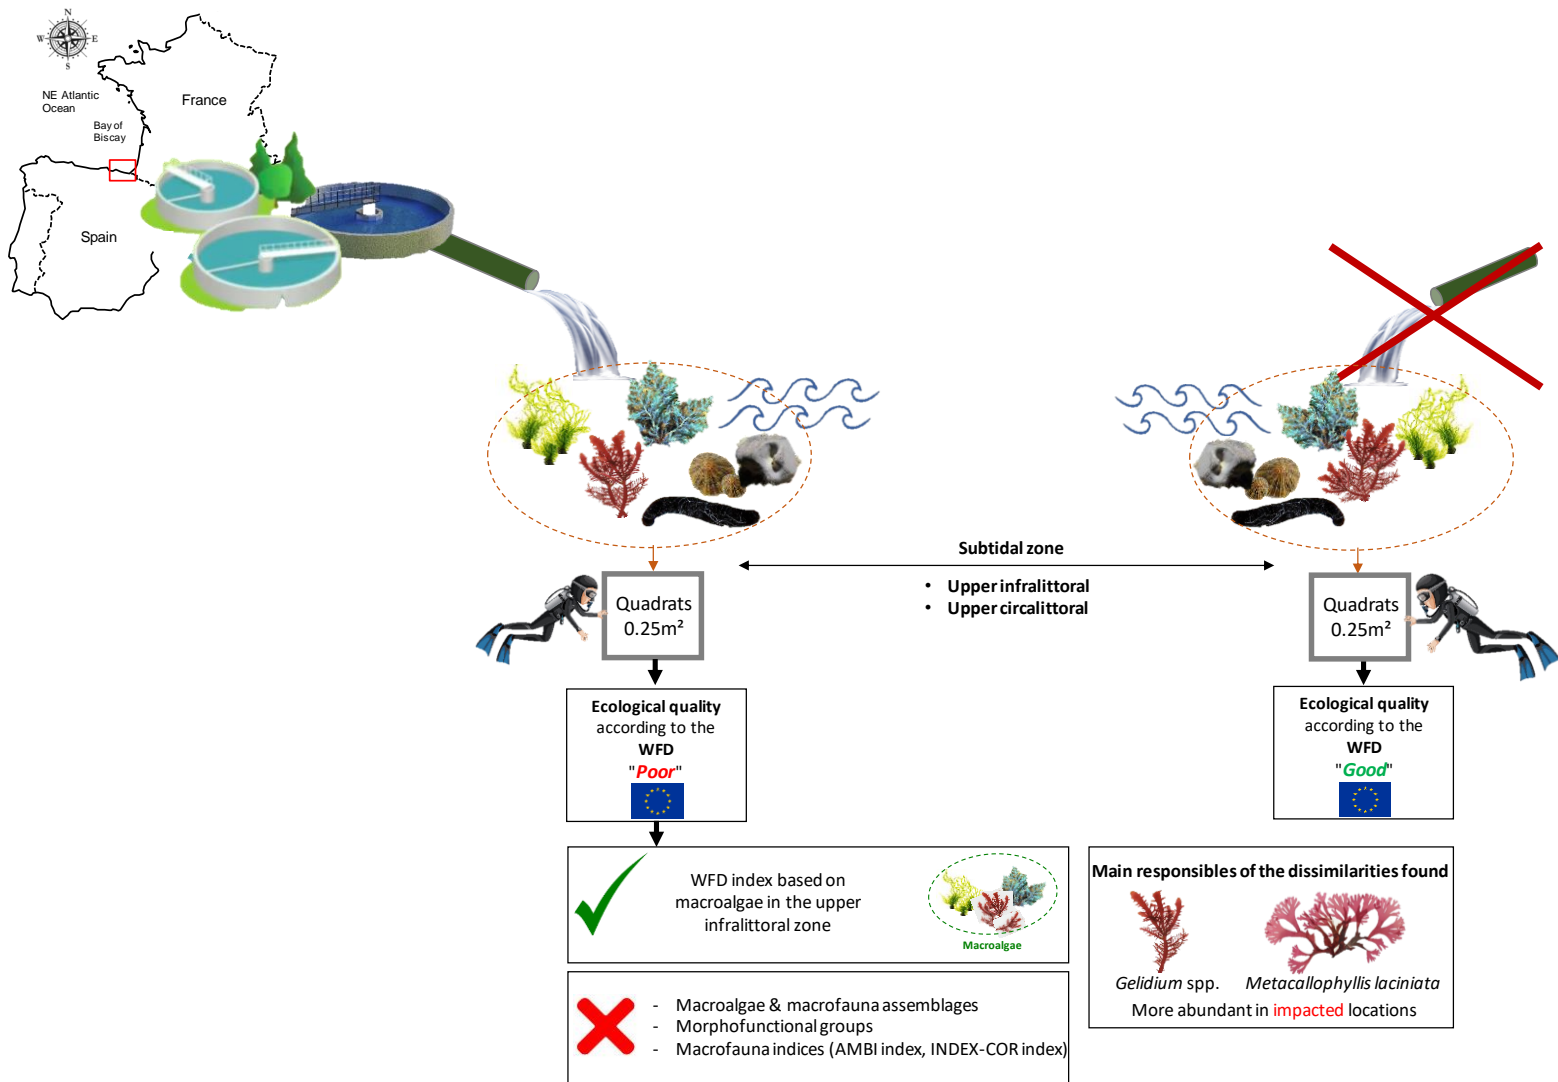 N
W
E
S
NE Atlantic
Ocean
France
Bay of
Biscay
Spain
Subtidal zone
• Upper infralittoral
• Upper circalittoral
Quadrats
0.25m²
Quadrats
0.25m²
Ecological quality
according to the
WFD
"Poor"
Ecological quality
according to the
WFD
"Good"
WFD index based on
macroalgae in the upper
infralittoral zone
Macroalgae
Main responsibles of the dissimilarities found
Gelidium spp.
Metacallophyllis laciniata
More abundant in impacted locations
- Macroalgae & macrofauna assemblages
- Morphofunctional groups
- Macrofauna indices (AMBI index, INDEX-COR index)